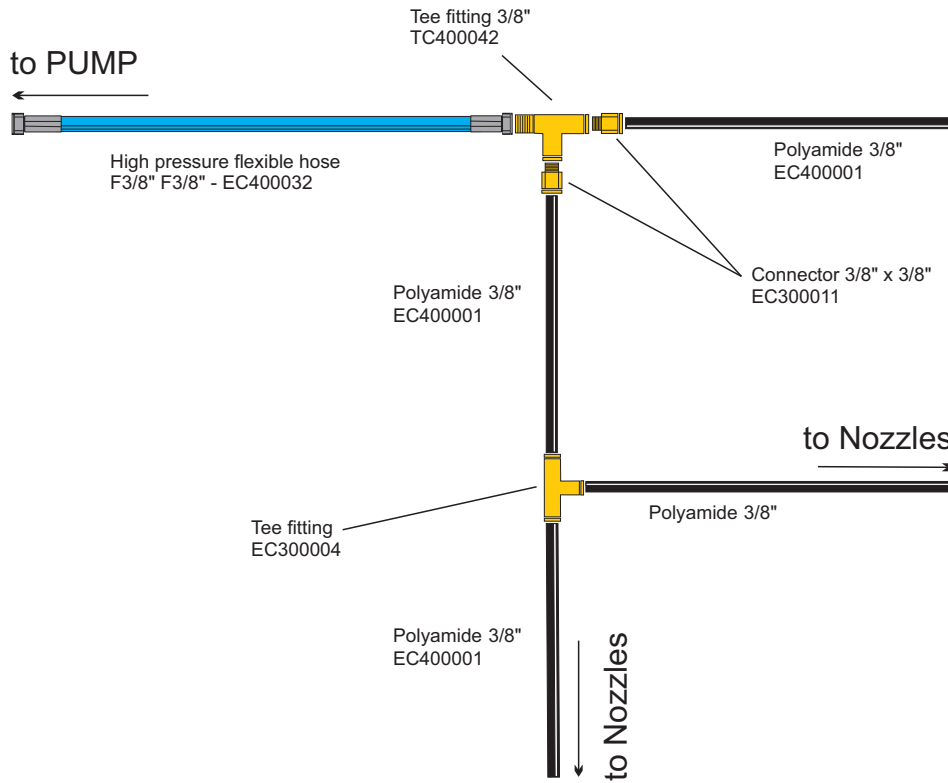 Tee fitting 3/8"
TC400042
to PUMP
High pressure flexible hose
F3/8" F3/8" - EC400032
Polyamide 3/8"
EC400001
Connector 3/8" x 3/8"
EC300011
Polyamide 3/8"
EC400001
to Nozzles
Polyamide 3/8"
Tee fitting
EC300004
Polyamide 3/8"
EC400001
to Nozzles